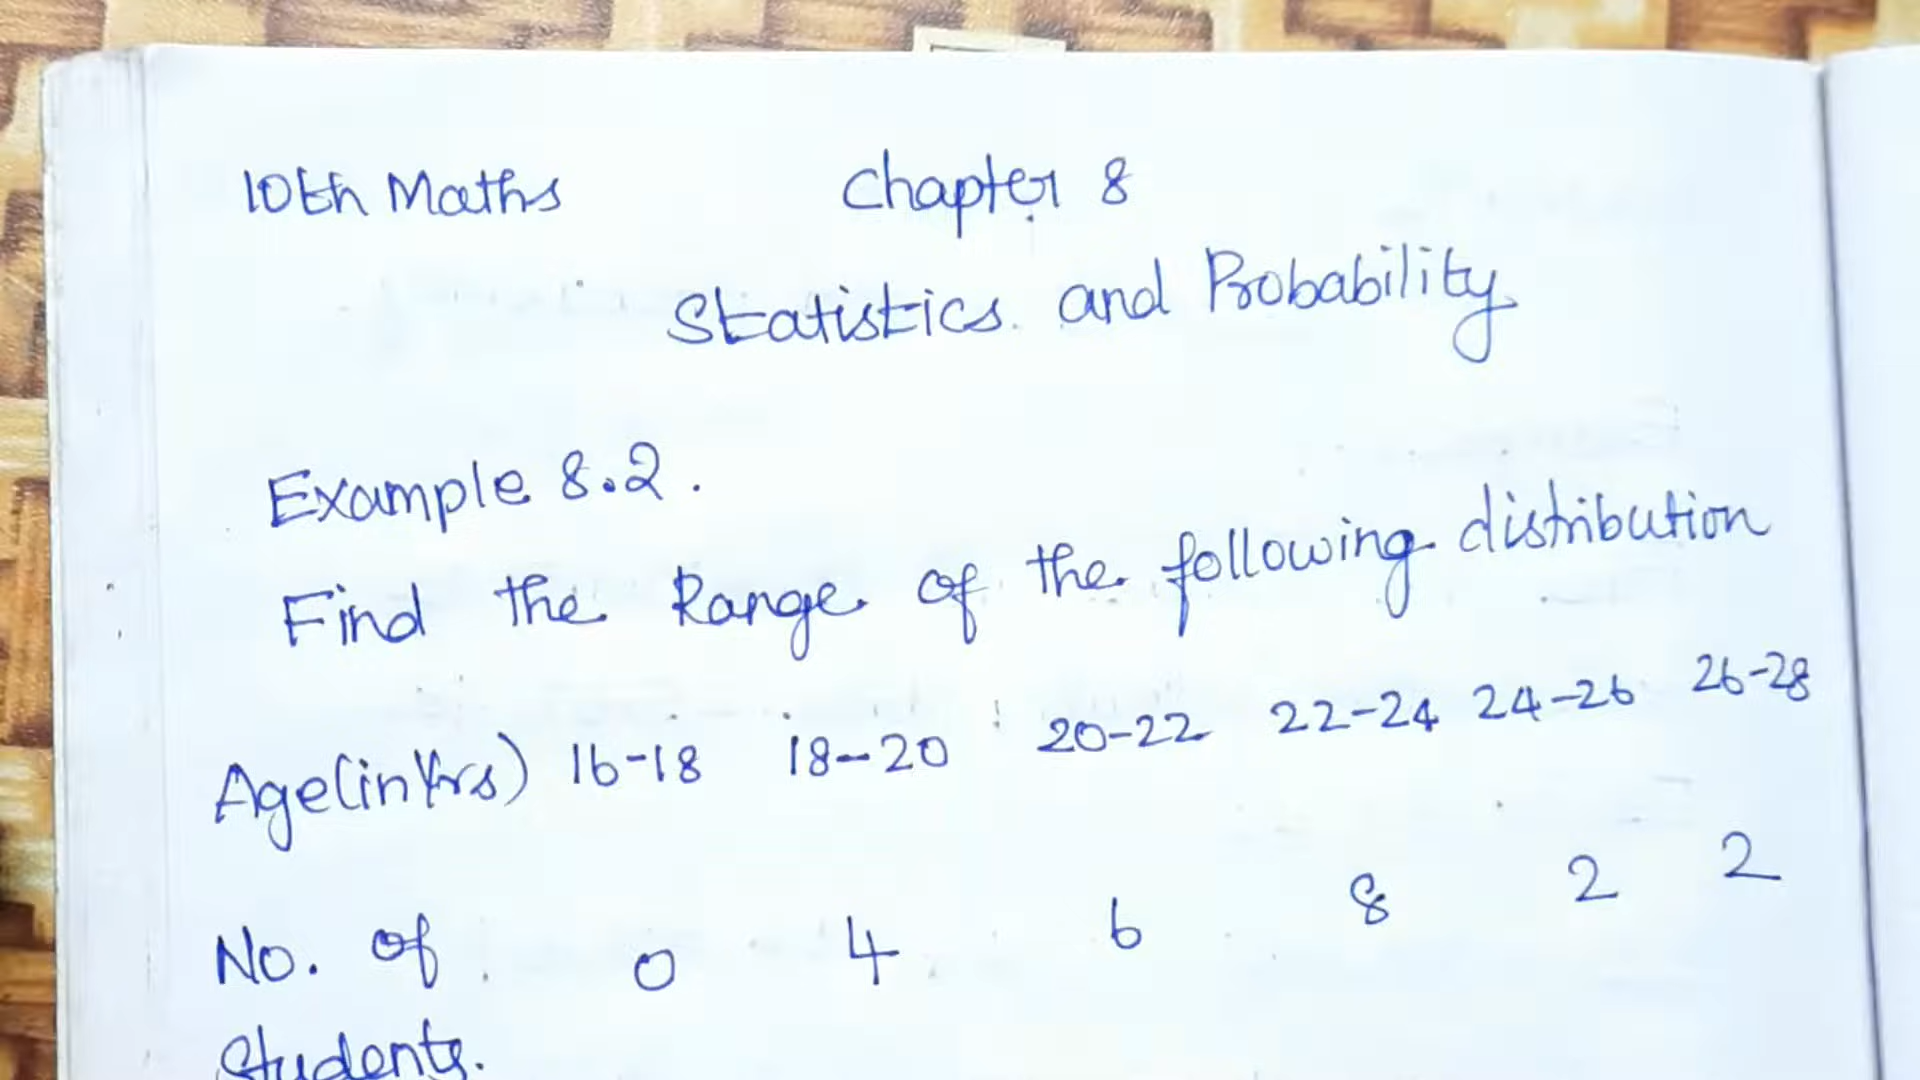 10th Maths Chapter 8
Statistics and Probability
Example 8.2.
Find the Range of the following distribution
Age(in Yrs) 16-18 18-20 20-22 22-24 24-26 26-28
No. of 0 4 6 8 2 2
Students.